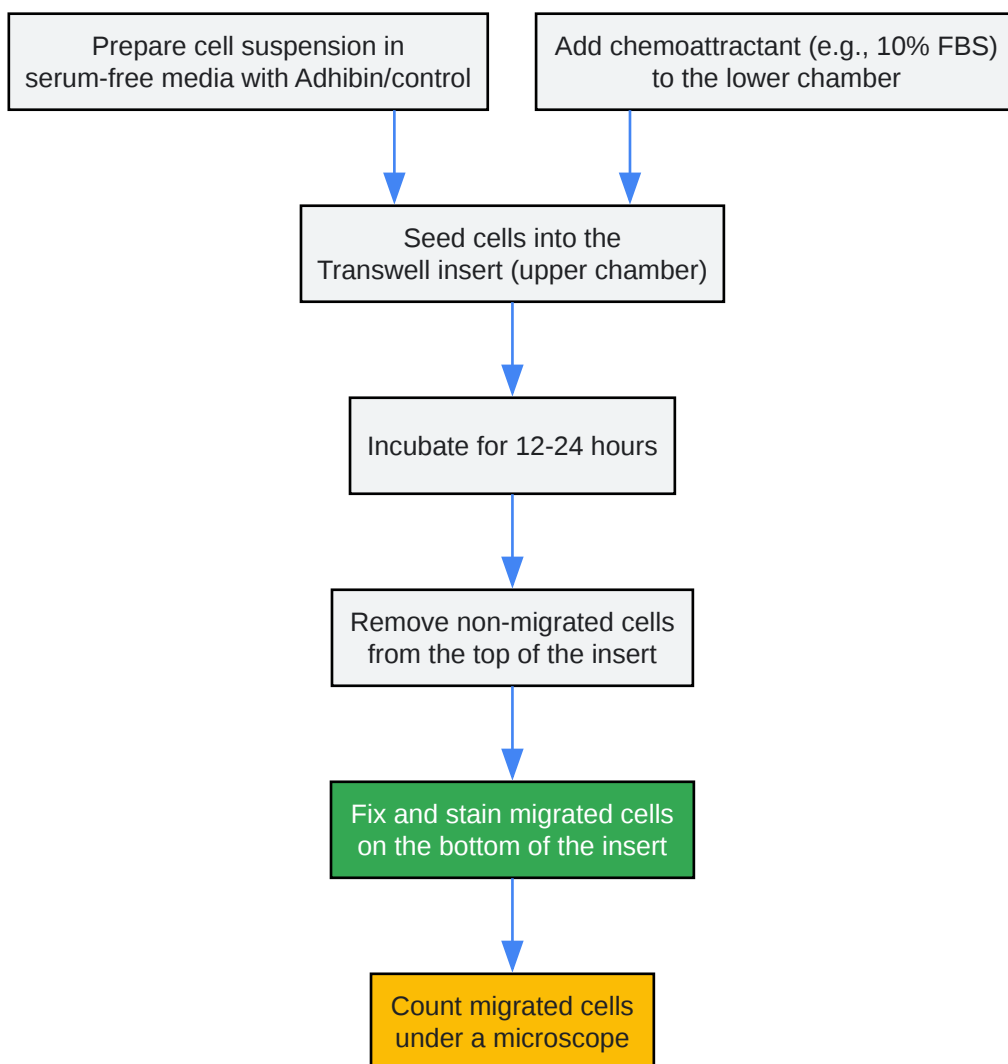 Prepare cell suspension in
serum-free media with Adhibin/control
Add chemoattractant (e.g., 10% FBS)
to the lower chamber
Seed cells into the
Transwell insert (upper chamber)
Incubate for 12-24 hours
Remove non-migrated cells
from the top of the insert
Fix and stain migrated cells
on the bottom of the insert
Count migrated cells
under a microscope